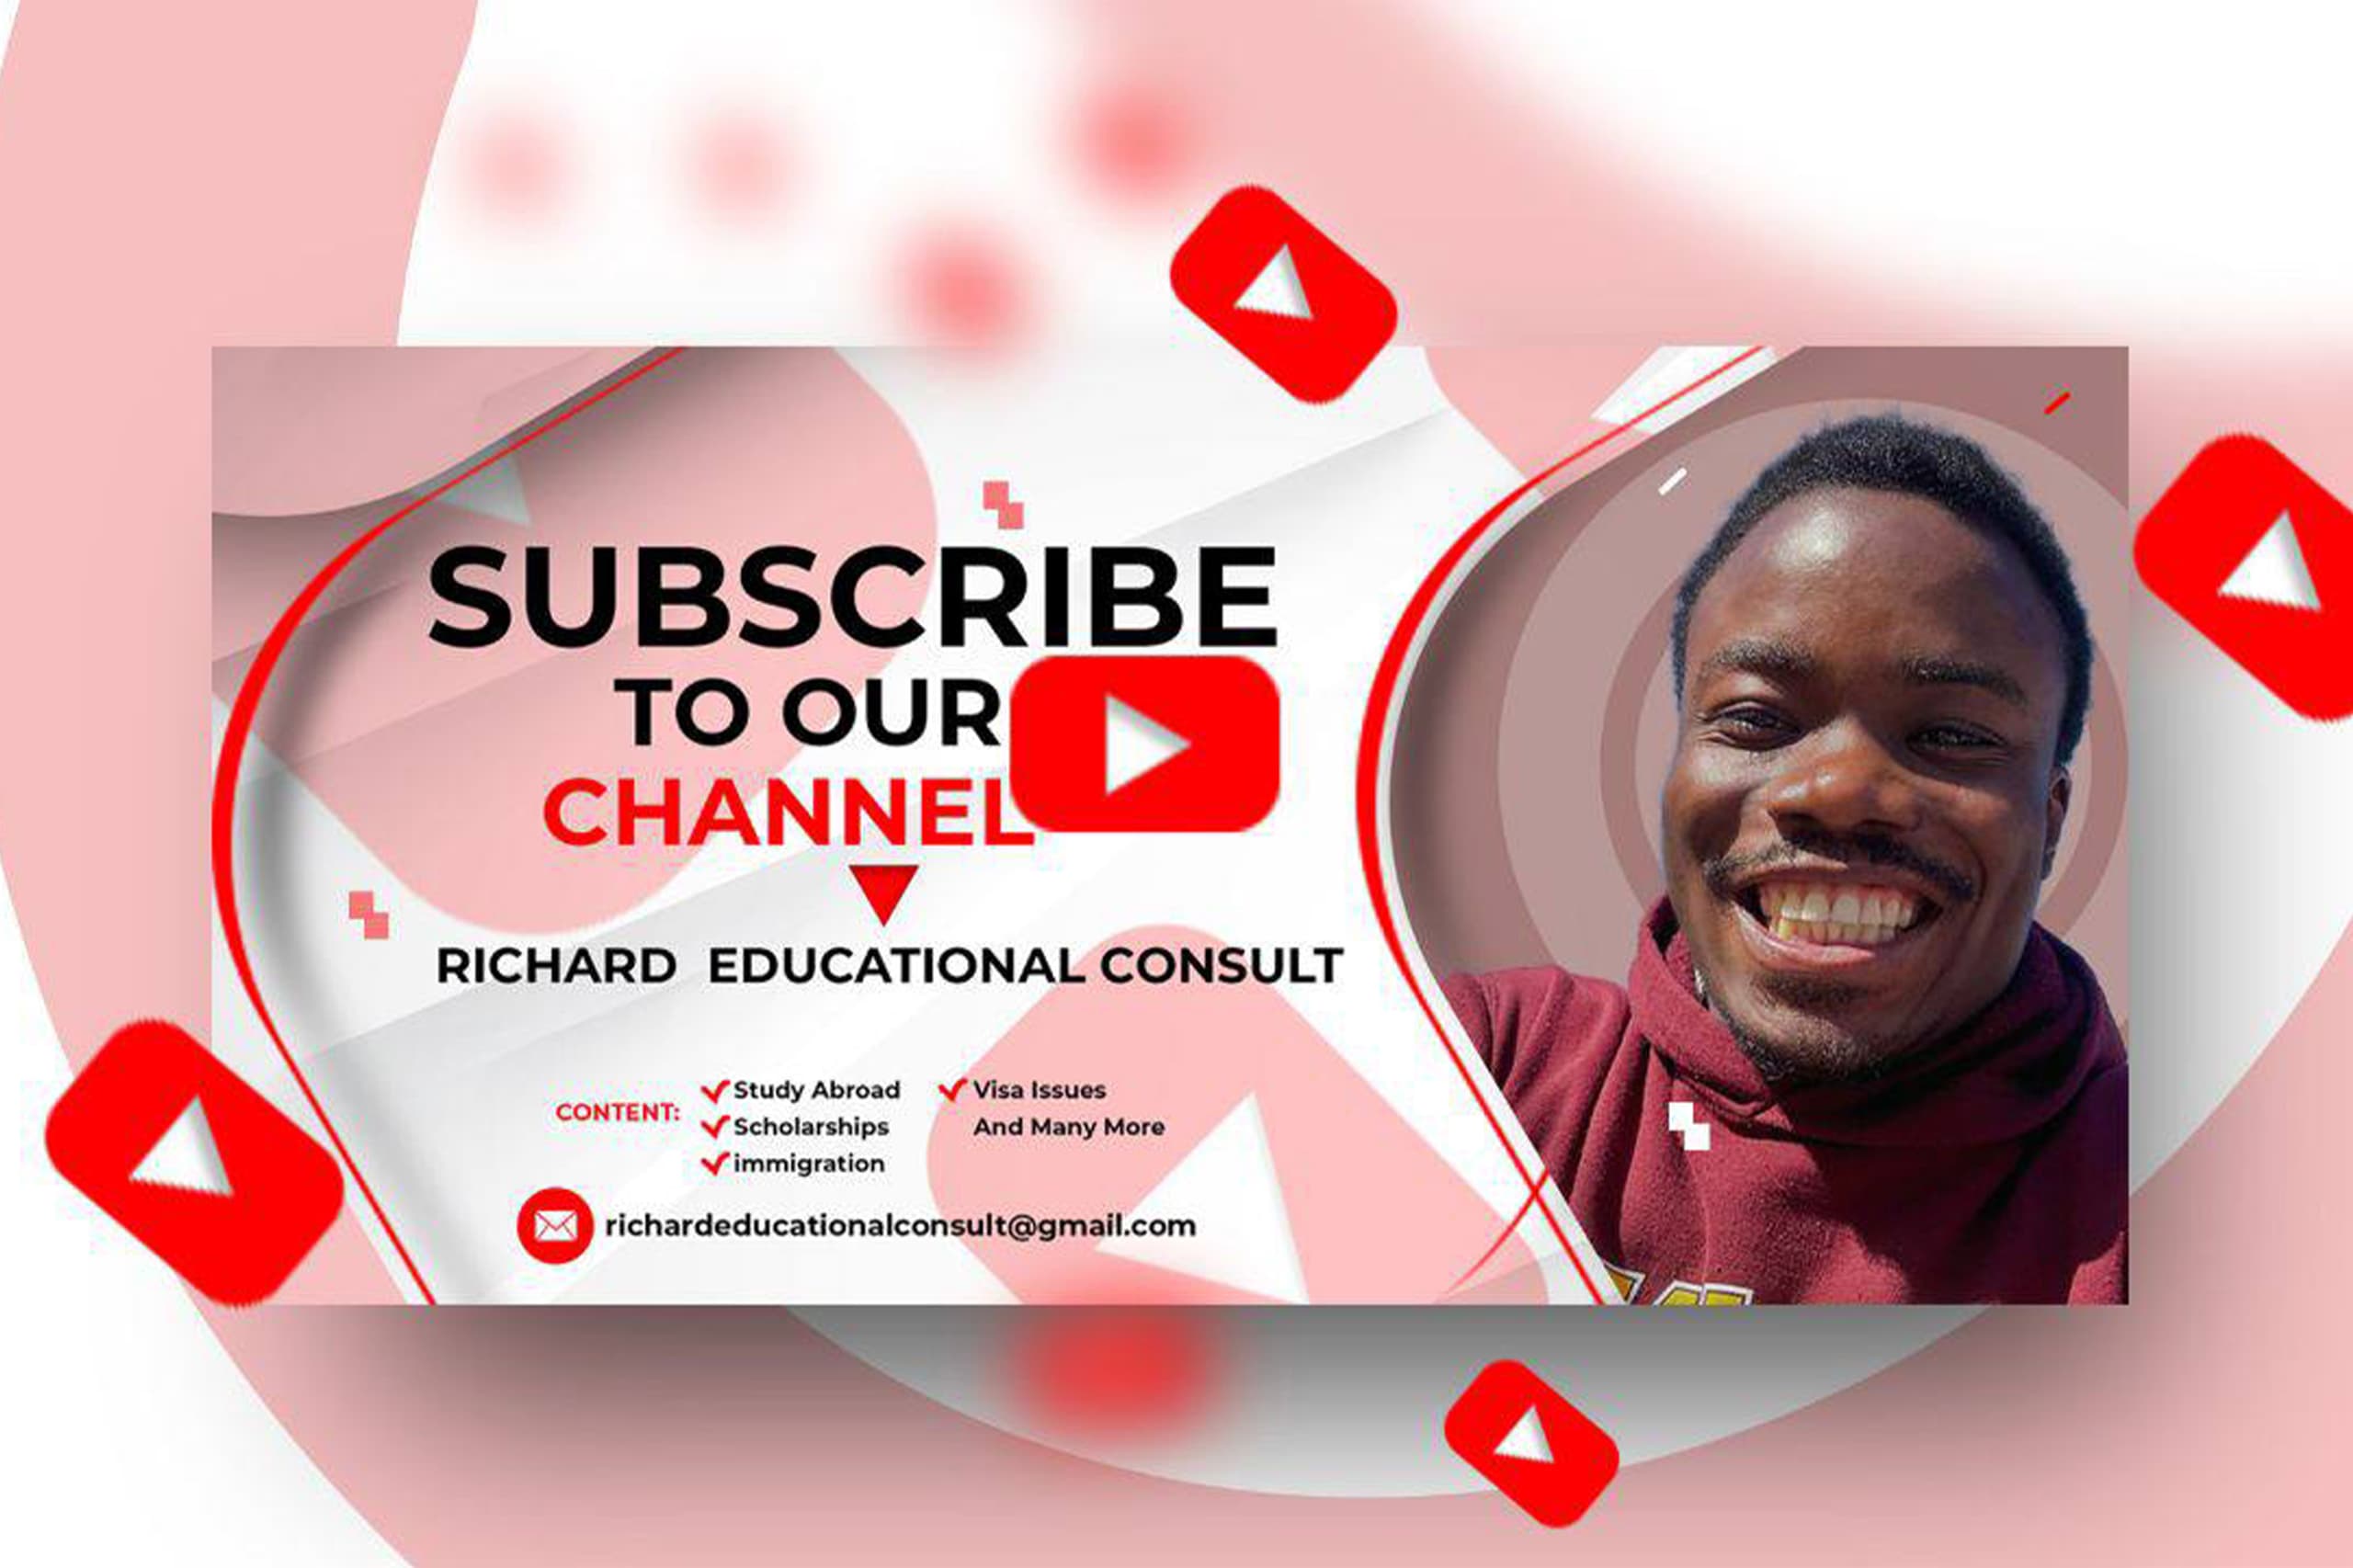 SUBSCRIBE
TO OUR
CHANNEL
RICHARD EDUCATIONAL CONSULT
CONTENT:
Study Abroad
Scholarships
immigration
Visa Issues
And Many More
richardeducationalconsult@gmail.com